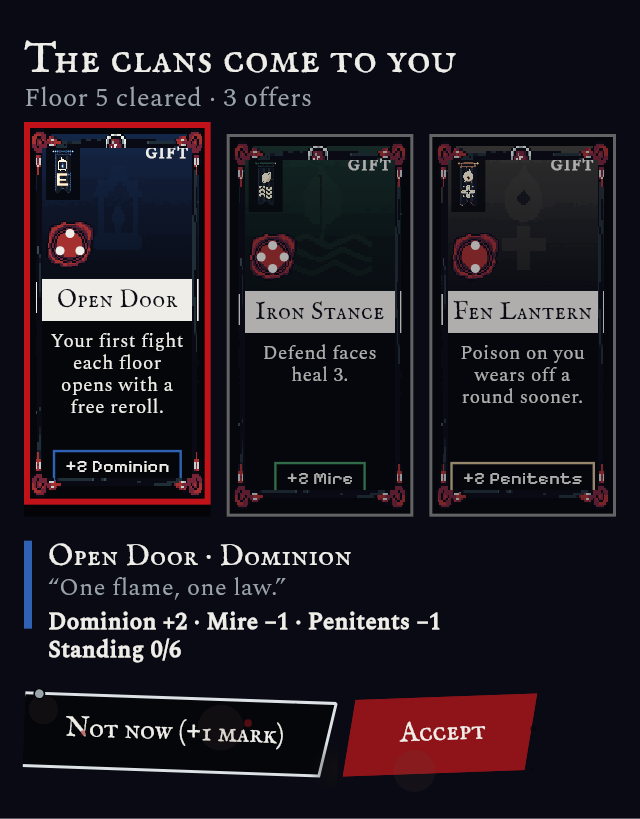 The clans come to you
Floor 5 cleared · 3 offers
GIFT
E
Open Door
Your first fight
each floor
opens with a
free reroll.
+2 Dominion
GIFT
Iron Stance
Defend faces
heal 3.
+2 Mire
GIFT
Fen Lantern
Poison on you
wears off a
round sooner.
+2 Penitents
Open Door · Dominion
“One flame, one law.”
Dominion +2 · Mire −1 · Penitents −1
Standing 0/6
Not now (+1 mark)
Accept